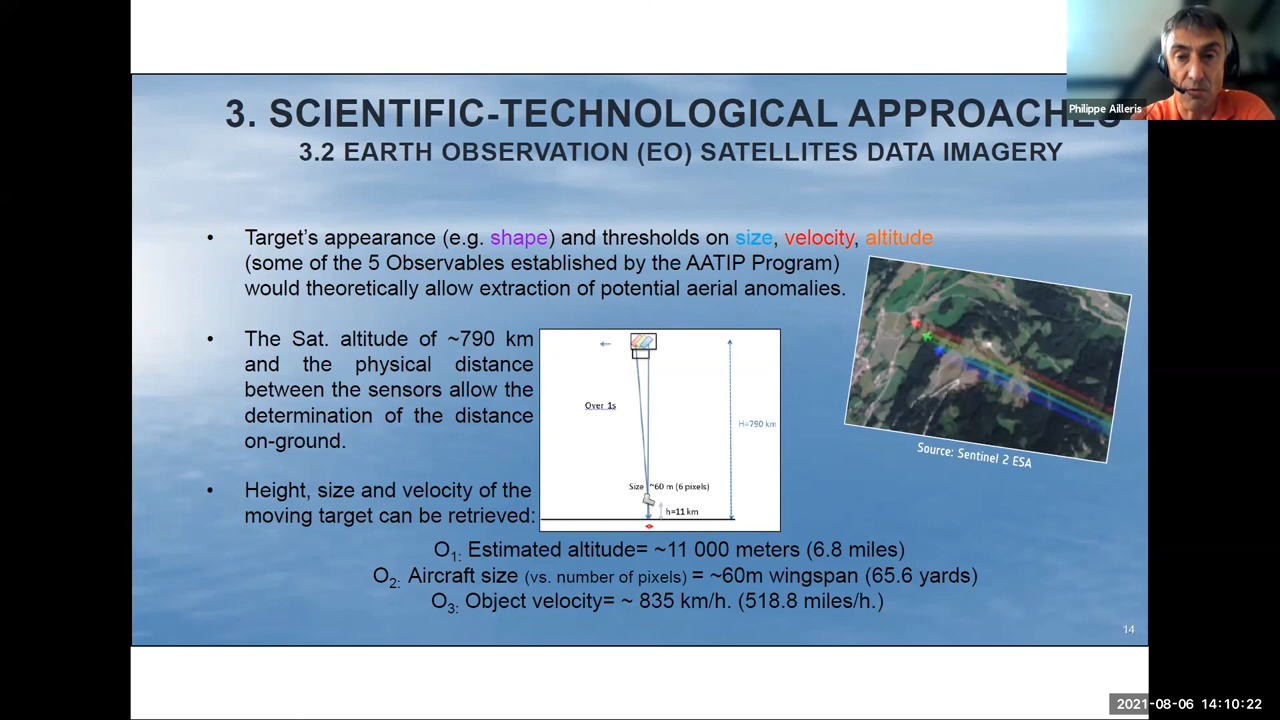 Philippe Ailleris
3. SCIENTIFIC-TECHNOLOGICAL APPROACHES
3.2 EARTH OBSERVATION (EO) SATELLITES DATA IMAGERY
• Target’s appearance (e.g. shape) and thresholds on size, velocity, altitude
(some of the 5 Observables established by the AATIP Program)
would theoretically allow extraction of potential aerial anomalies.
• The Sat. altitude of ~790 km
and the physical distance
between the sensors allow the
determination of the distance
on-ground.
• Height, size and velocity of the
moving target can be retrieved:
Over 1s
H=790 km
Size ~60 m (6 pixels)
h=11 km
Source: Sentinel 2 ESA
O1: Estimated altitude= ~11 000 meters (6.8 miles)
O2: Aircraft size (vs. number of pixels) = ~60m wingspan (65.6 yards)
O3: Object velocity= ~ 835 km/h. (518.8 miles/h.)
14
2021-08-06 14:10:22